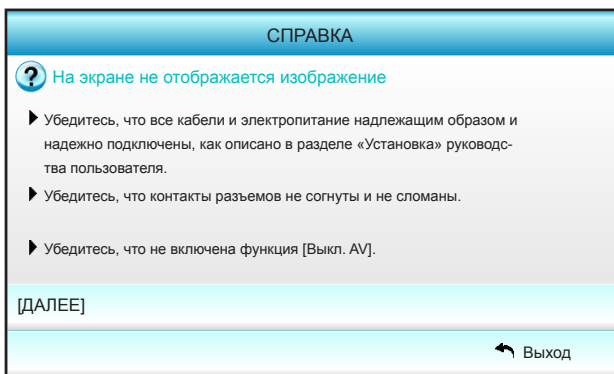 СПРАВКА
? На экране не отображается изображение
Убедитесь, что все кабели и электропитание надлежащим образом и
надежно подключены, как описано в разделе «Установка» руководс-
тва пользователя.
Убедитесь, что контакты разъемов не согнуты и не сломаны.
Убедитесь, что не включена функция [Выкл. AV].
[ДАЛЕЕ]
Выход